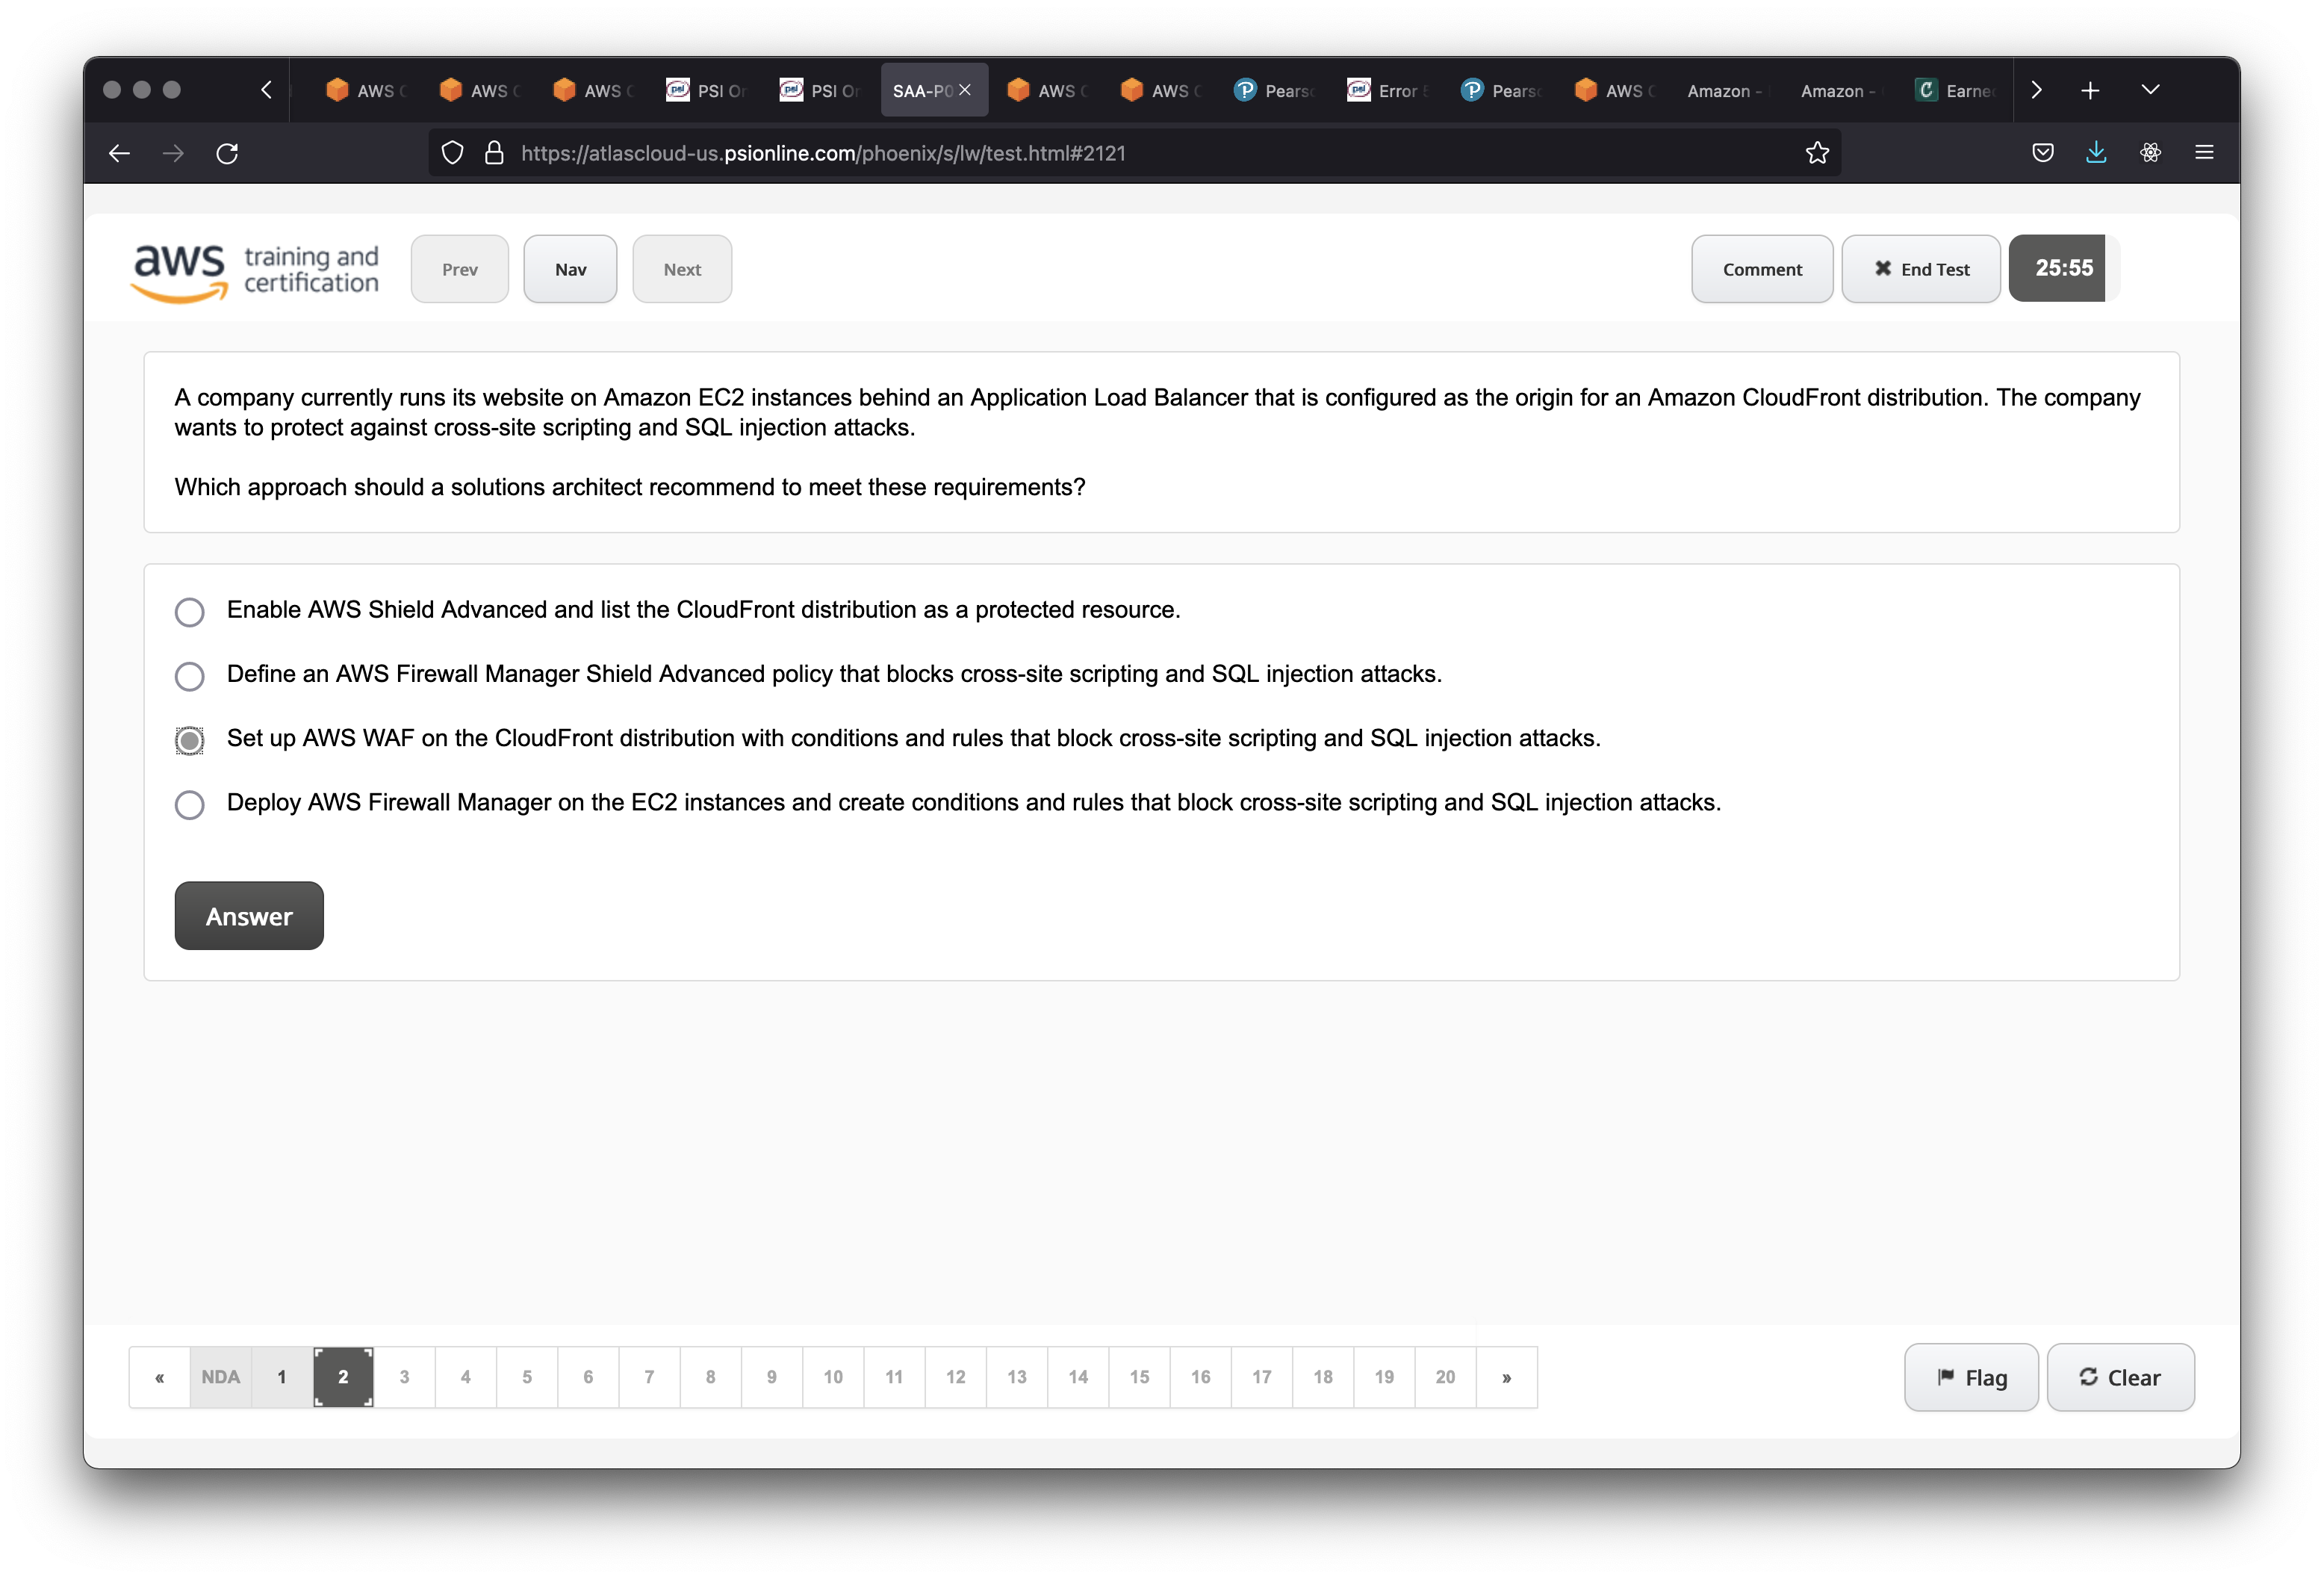 AWS
AWS
AWS
PSI
PSI
SAA-P0
AWS
AWS
Pears
Error
Pears
AWS
Amazon -
Amazon -
Earne
https://atlascloud-us.psionline.com/phoenix/s/lw/test.html#2121
aws training and certification
Prev
Nav
Next
Comment
✖ End Test
25:55
A company currently runs its website on Amazon EC2 instances behind an Application Load Balancer that is configured as the origin for an Amazon CloudFront distribution. The company
wants to protect against cross-site scripting and SQL injection attacks.
Which approach should a solutions architect recommend to meet these requirements?
Enable AWS Shield Advanced and list the CloudFront distribution as a protected resource.
Define an AWS Firewall Manager Shield Advanced policy that blocks cross-site scripting and SQL injection attacks.
Set up AWS WAF on the CloudFront distribution with conditions and rules that block cross-site scripting and SQL injection attacks.
Deploy AWS Firewall Manager on the EC2 instances and create conditions and rules that block cross-site scripting and SQL injection attacks.
Answer
« NDA 1 2 3 4 5 6 7 8 9 10 11 12 13 14 15 16 17 18 19 20 »
Flag
Clear